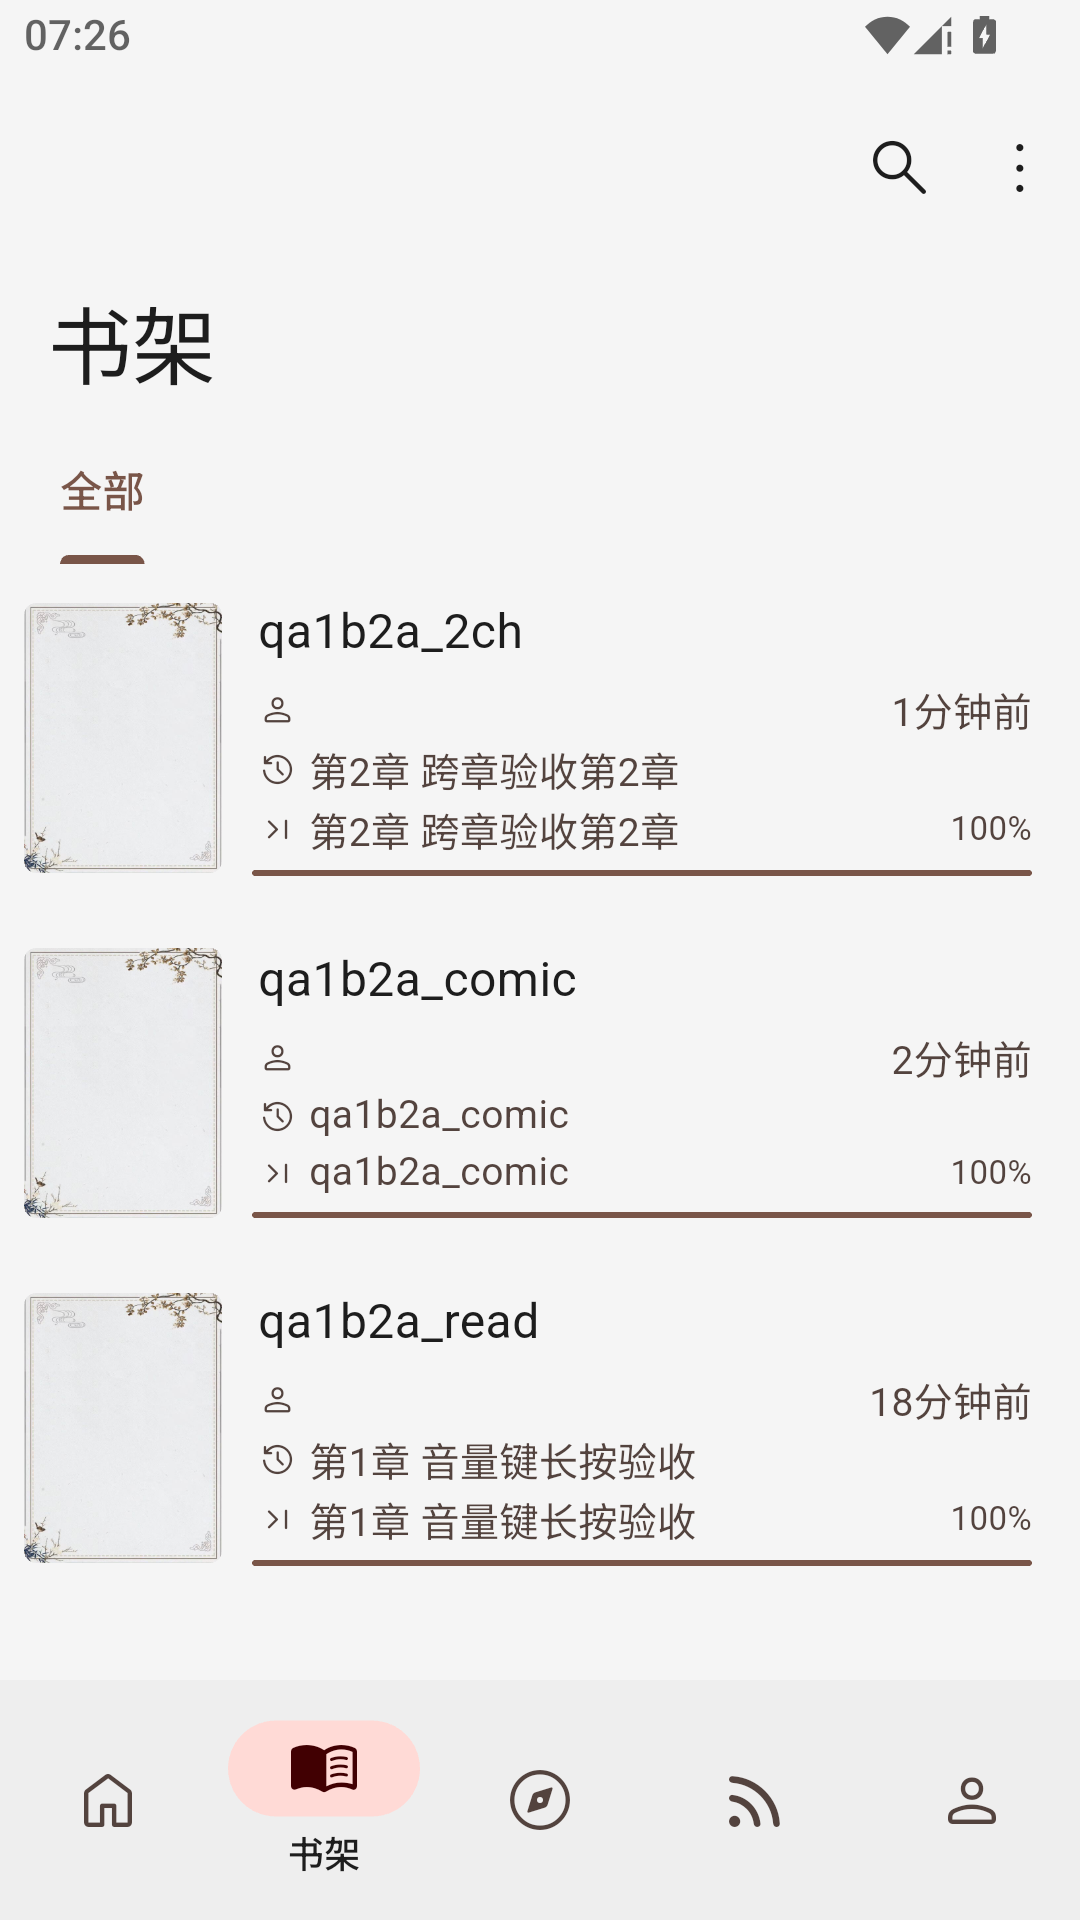 07:26
书架
全部
qa1b2a_2ch
1分钟前
第2章 跨章验收第2章
第2章 跨章验收第2章
100%
qa1b2a_comic
2分钟前
qa1b2a_comic
qa1b2a_comic
100%
qa1b2a_read
18分钟前
第1章 音量键长按验收
第1章 音量键长按验收
100%
书架